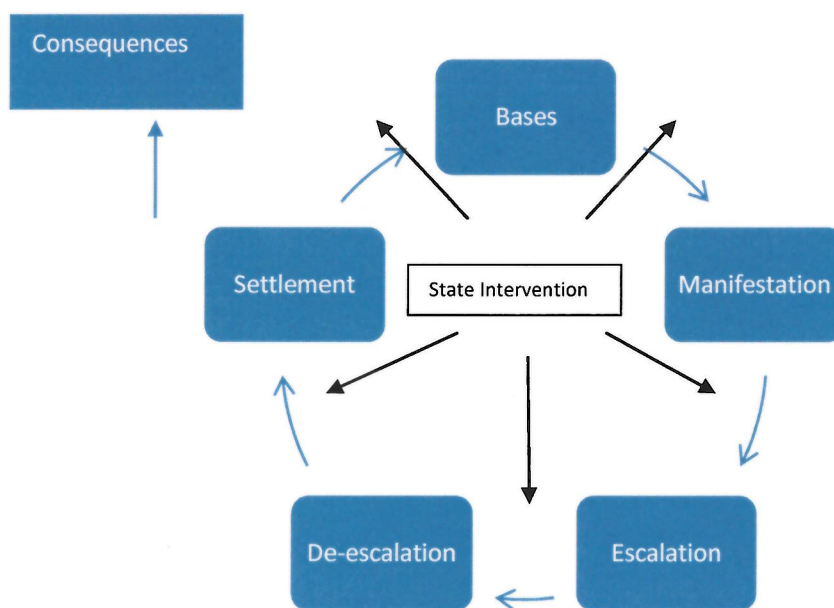 Consequences
Bases
Settlement
State Intervention
Manifestation
De-escalation
Escalation